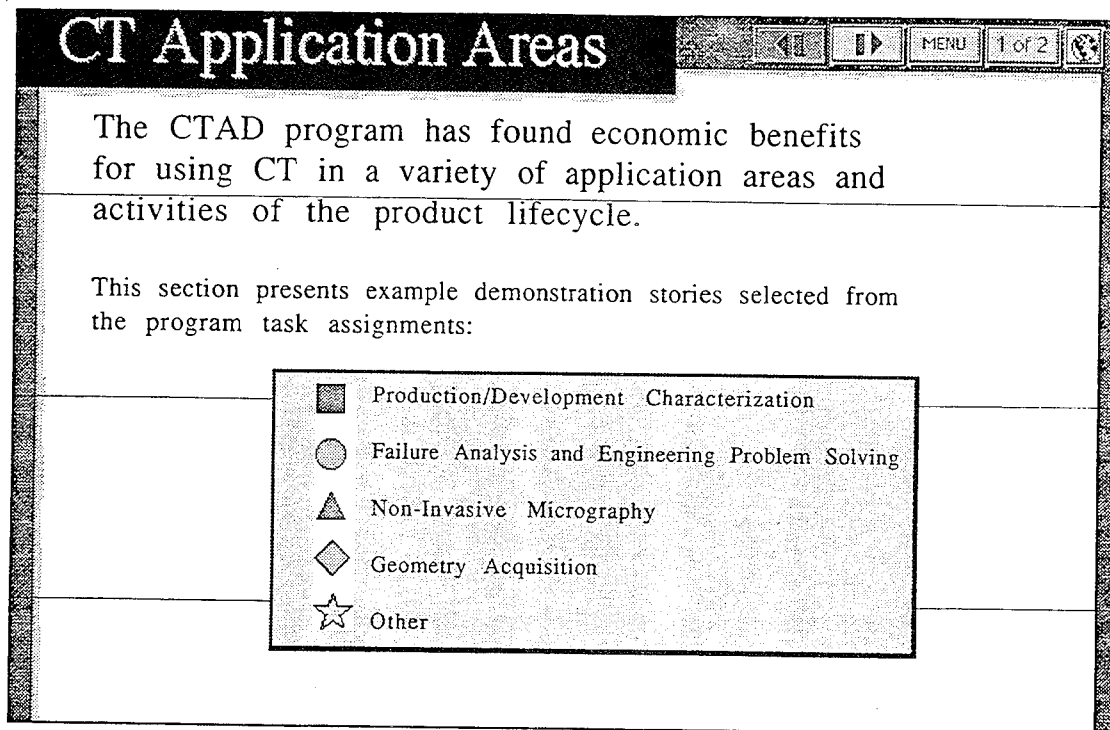 CT Application Areas
MENU
1 of 2
The CTAD program has found economic benefits
for using CT in a variety of application areas and
activities of the product lifecycle.
This section presents example demonstration stories selected from
the program task assignments:
Production/Development Characterization
Failure Analysis and Engineering Problem Solving
Non-Invasive Micrography
Geometry Acquisition
Other